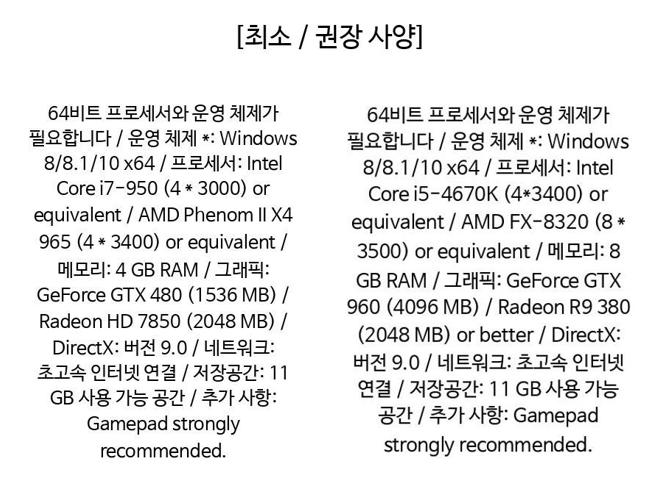 [최소 / 권장 사양]
64비트 프로세서와 운영 체제가
필요합니다 / 운영 체제 *: Windows
8/8.1/10 x64 / 프로세서: Intel
Core i7-950 (4 * 3000) or
equivalent / AMD Phenom II X4
965 (4 * 3400) or equivalent /
메모리: 4 GB RAM / 그래픽:
GeForce GTX 480 (1536 MB) /
Radeon HD 7850 (2048 MB) /
DirectX: 버전 9.0 / 네트워크:
초고속 인터넷 연결 / 저장공간: 11
GB 사용 가능 공간 / 추가 사항:
Gamepad strongly
recommended.
64비트 프로세서와 운영 체제가
필요합니다 / 운영 체제 *: Windows
8/8.1/10 x64 / 프로세서: Intel
Core i5-4670K (4*3400) or
equivalent / AMD FX-8320 (8 *
3500) or equivalent / 메모리: 8
GB RAM / 그래픽: GeForce GTX
960 (4096 MB) / Radeon R9 380
(2048 MB) or better / DirectX:
버전 9.0 / 네트워크: 초고속 인터넷
연결 / 저장공간: 11 GB 사용 가능
공간 / 추가 사항: Gamepad
strongly recommended.